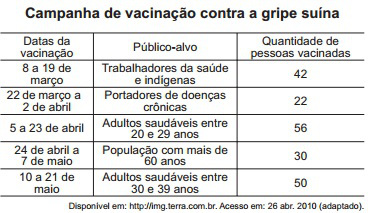 Campanha de vacinação contra a gripe suína
Datas da vacinação Público-alvo Quantidade de pessoas vacinadas
8 a 19 de março Trabalhadores da saúde e indígenas 42
22 de março a 2 de abril Portadores de doenças crônicas 22
5 a 23 de abril Adultos saudáveis entre 20 e 29 anos 56
24 de abril a 7 de maio População com mais de 60 anos 30
10 a 21 de maio Adultos saudáveis entre 30 e 39 anos 50
Disponível em: http://img.terra.com.br. Acesso em: 26 abr. 2010 (adaptado).